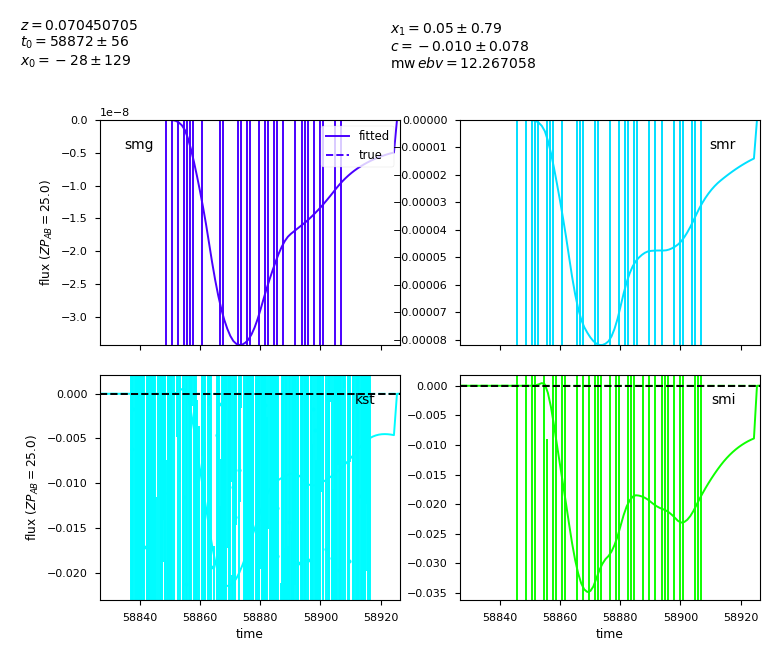 z = 0.070450705
t0 = 58872 ± 56
x0 = −28 ± 129
x1 = 0.05 ± 0.79
c = −0.010 ± 0.078
mw ebv = 12.267058
1e−8
0.0
−0.5
−1.0
−1.5
−2.0
−2.5
−3.0
flux (ZP_AB = 25.0)
smg
fitted
true
0.00000
−0.00001
−0.00002
−0.00003
−0.00004
−0.00005
−0.00006
−0.00007
−0.00008
smr
0.000
−0.005
−0.010
−0.015
−0.020
flux (ZP_AB = 25.0)
kst
58840 58860 58880 58900 58920
time
0.000
−0.005
−0.010
−0.015
−0.020
−0.025
−0.030
−0.035
smi
58840 58860 58880 58900 58920
time